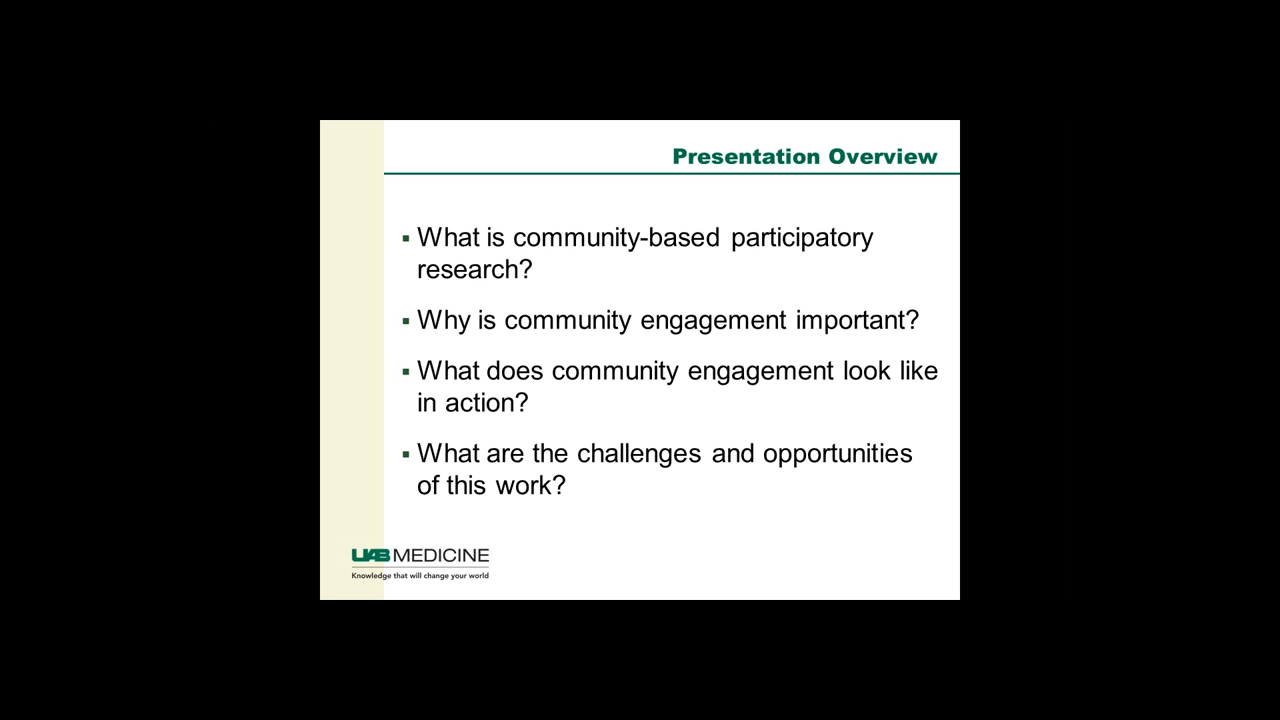 Presentation Overview
▪ What is community-based participatory
research?
▪ Why is community engagement important?
▪ What does community engagement look like
in action?
▪ What are the challenges and opportunities
of this work?
UAB MEDICINE
Knowledge that will change your world